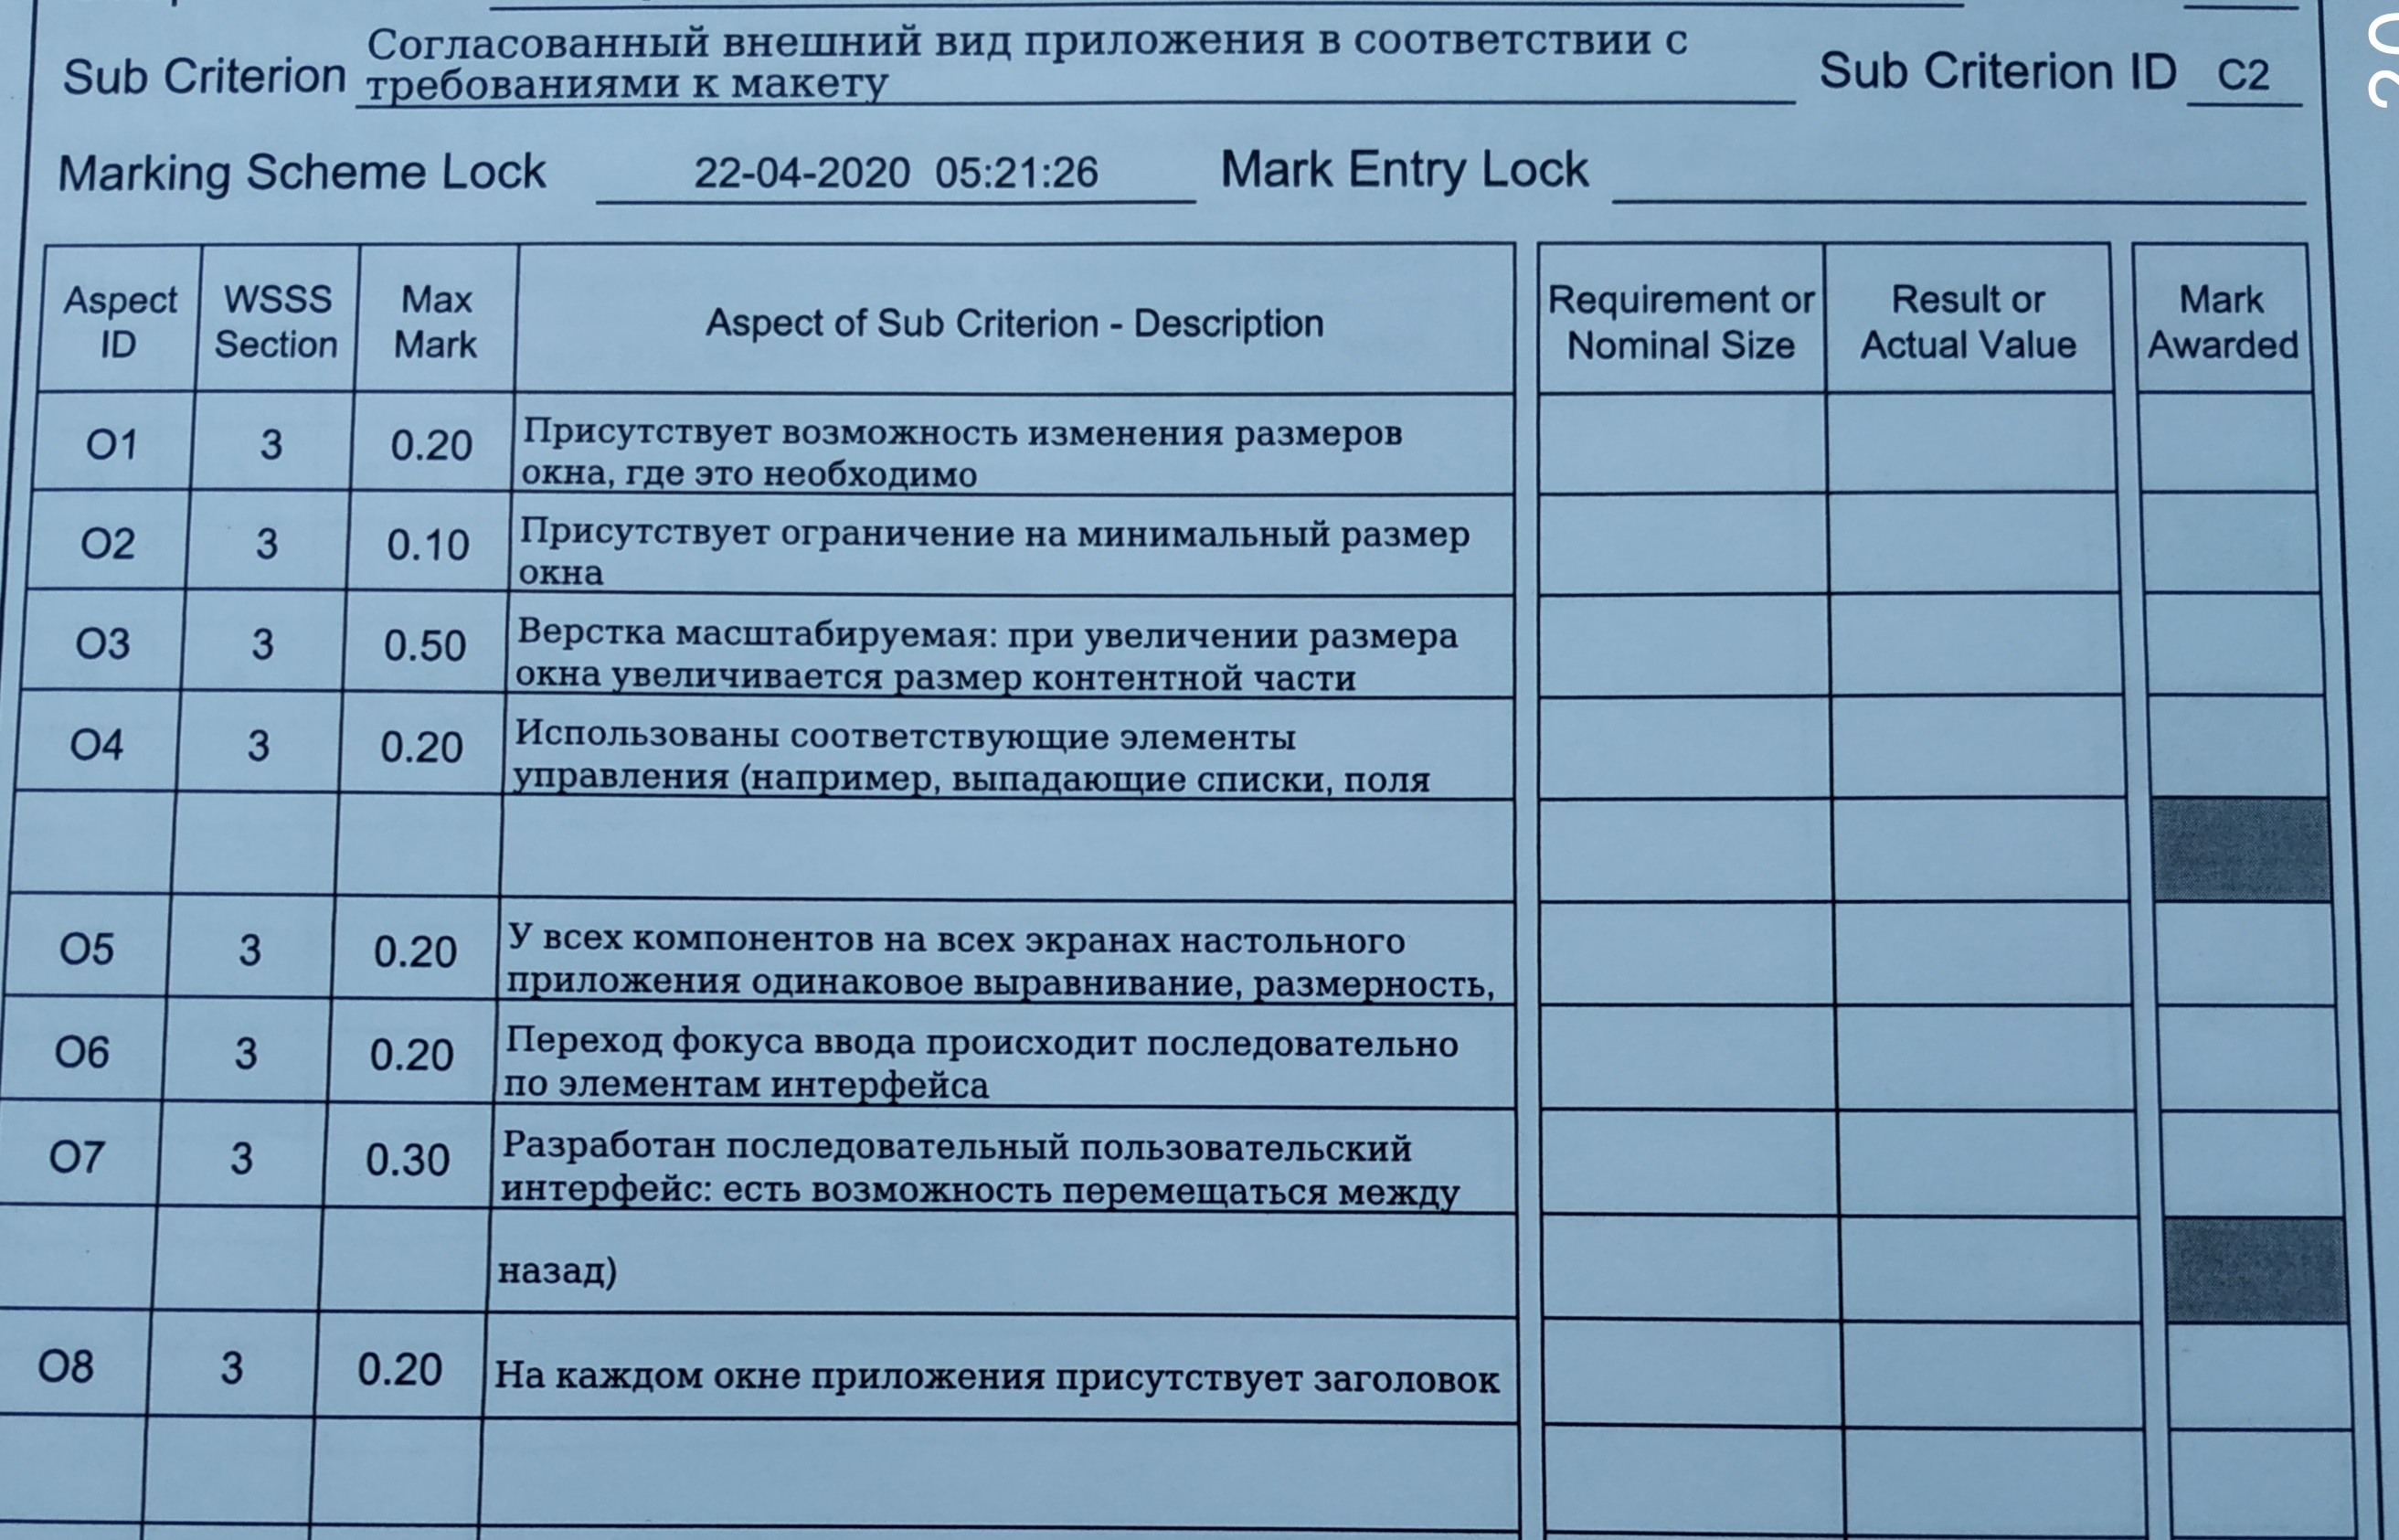 Sub Criterion Согласованный внешний вид приложения в соответствии с
требованиями к макету Sub Criterion ID C2
Marking Scheme Lock 22-04-2020 05:21:26 Mark Entry Lock
Aspect ID WSSS Section Max Mark Aspect of Sub Criterion - Description Requirement or Nominal Size Result or Actual Value Mark Awarded
O1 3 0.20 Присутствует возможность изменения размеров
окна, где это необходимо
O2 3 0.10 Присутствует ограничение на минимальный размер
окна
O3 3 0.50 Верстка масштабируемая: при увеличении размера
окна увеличивается размер контентной части
O4 3 0.20 Использованы соответствующие элементы
управления (например, выпадающие списки, поля
O5 3 0.20 У всех компонентов на всех экранах настольного
приложения одинаковое выравнивание, размерность,
O6 3 0.20 Переход фокуса ввода происходит последовательно
по элементам интерфейса
O7 3 0.30 Разработан последовательный пользовательский
интерфейс: есть возможность перемещаться между
назад)
O8 3 0.20 На каждом окне приложения присутствует заголовок